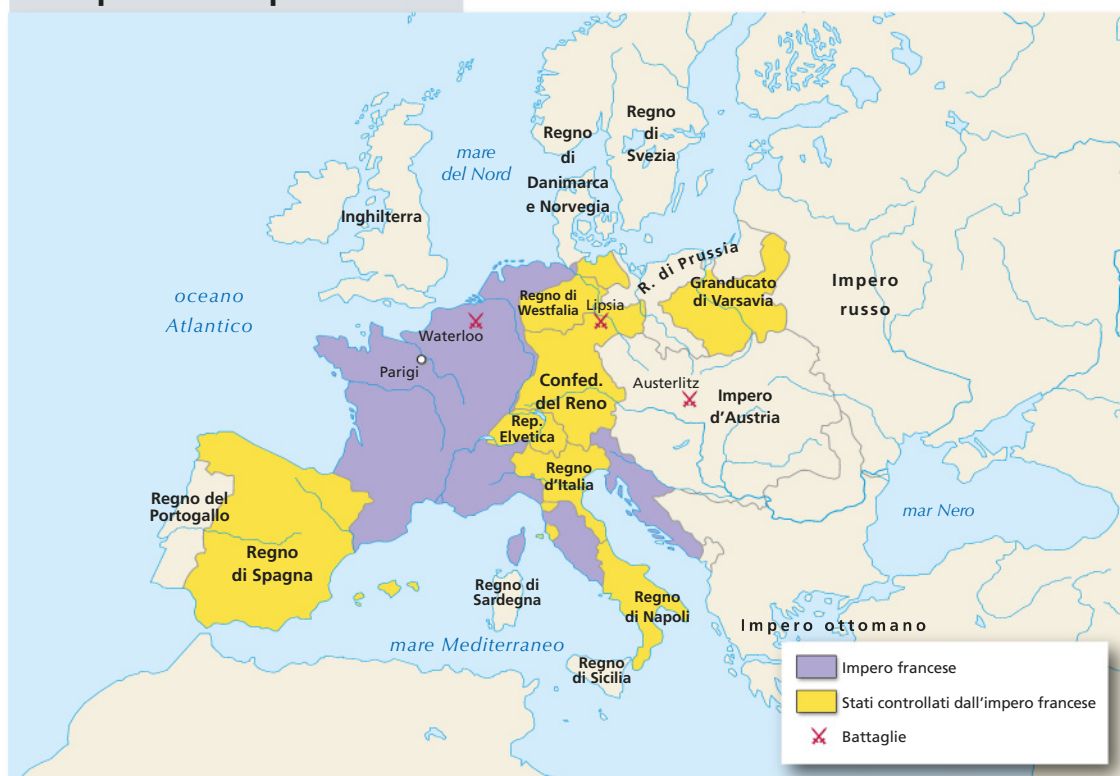 mare
del Nord
Regno
di
Danimarca
e Norvegia
Regno
di
Svezia
Inghilterra
oceano
Atlantico
R. di Prussia
Granducato
di Varsavia
Impero
russo
Regno di
Westfalia
Lipsia
Waterloo
Parigi
Confed.
del Reno
Austerlitz
Impero
d'Austria
Rep.
Elvetica
Regno
d'Italia
Regno del
Portogallo
Regno
di Spagna
mar Nero
Regno di
Sardegna
Regno
di Napoli
mare Mediterraneo
Impero ottomano
Regno
di Sicilia
Impero francese
Stati controllati dall'impero francese
Battaglie